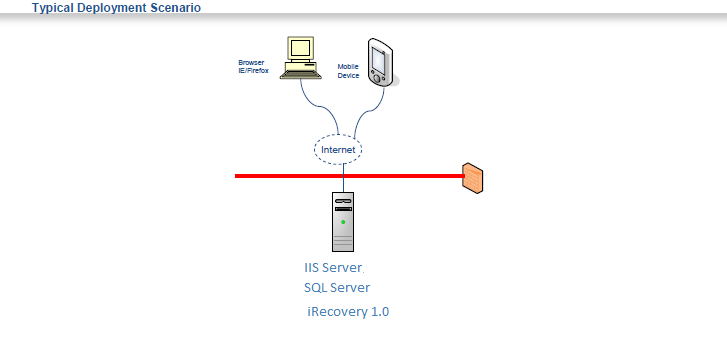 Typical Deployment Scenario
Browser
IE/Firefox
Mobile
Device
Internet
IIS Server,
SQL Server
iRecovery 1.0